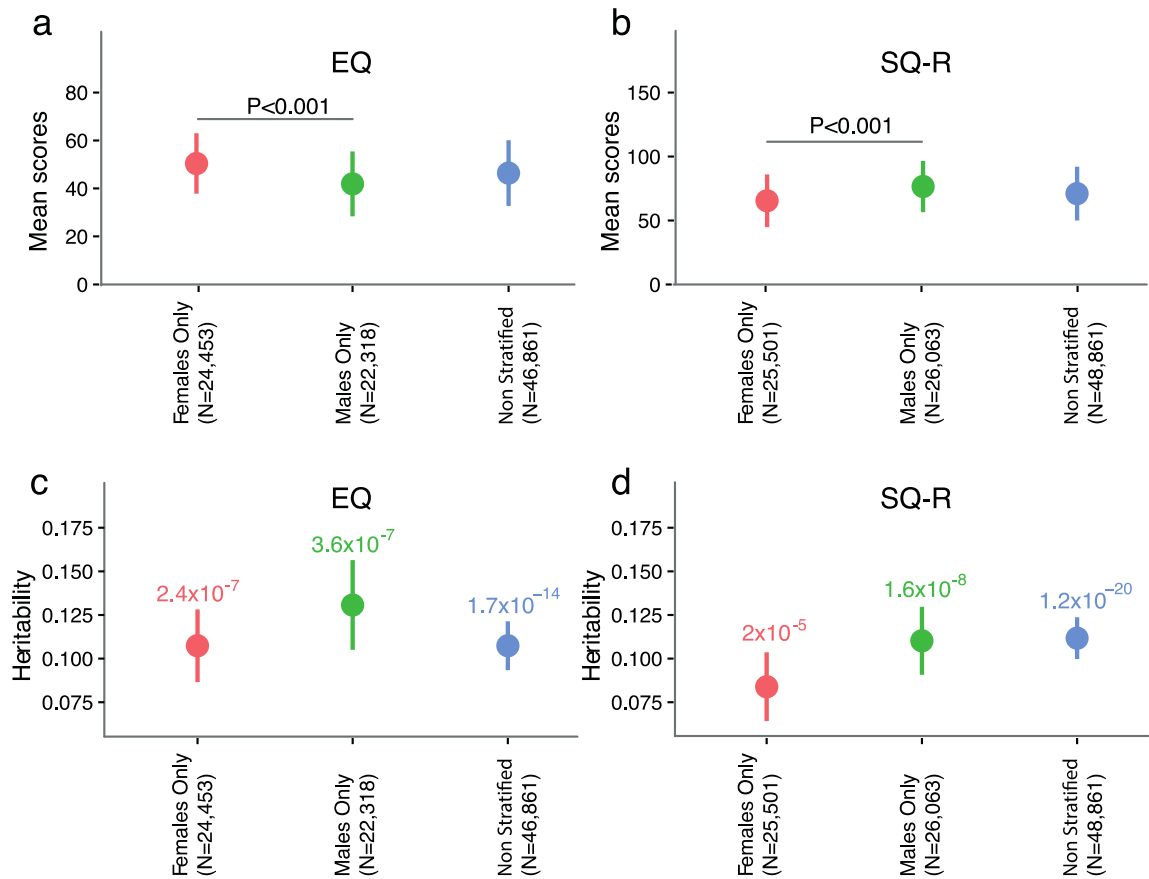 a
EQ
Mean scores
80
60
40
20
0
P<0.001
Females Only
(N=24,453)
Males Only
(N=22,318)
Non Stratified
(N=46,861)
b
SQ-R
Mean scores
150
100
50
0
P<0.001
Females Only
(N=25,501)
Males Only
(N=26,063)
Non Stratified
(N=48,861)
c
EQ
Heritability
0.175
0.150
0.125
0.100
0.075
2.4x10⁻⁷
3.6x10⁻⁷
1.7x10⁻¹⁴
Females Only
(N=24,453)
Males Only
(N=22,318)
Non Stratified
(N=46,861)
d
SQ-R
Heritability
0.175
0.150
0.125
0.100
0.075
2x10⁻⁵
1.6x10⁻⁸
1.2x10⁻²⁰
Females Only
(N=25,501)
Males Only
(N=26,063)
Non Stratified
(N=48,861)